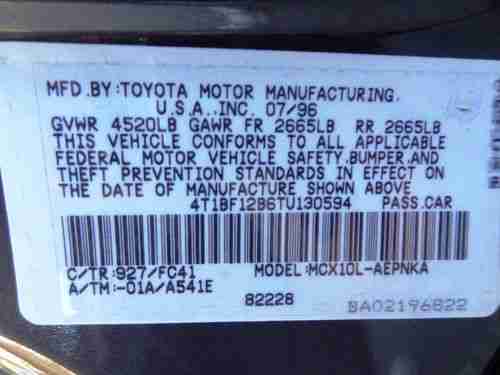 MFD.BY:TOYOTA MOTOR MANUFACTURING.
U.S.A.,INC. 07/96
GVWR 4520LB GAWR FR 2665LB RR 2665LB
THIS VEHICLE CONFORMS TO ALL APPLICABLE
FEDERAL MOTOR VEHICLE SAFETY,BUMPER,AND
THEFT PREVENTION STANDARDS IN EFFECT ON
THE DATE OF MANUFACTURE SHOWN ABOVE
4T1BF12B6TU130594 PASS.CAR
C/TR:927/FC41 MODEL:MCX10L-AEPNKA
A/TM:-01A/A541E
82228 BA02196822